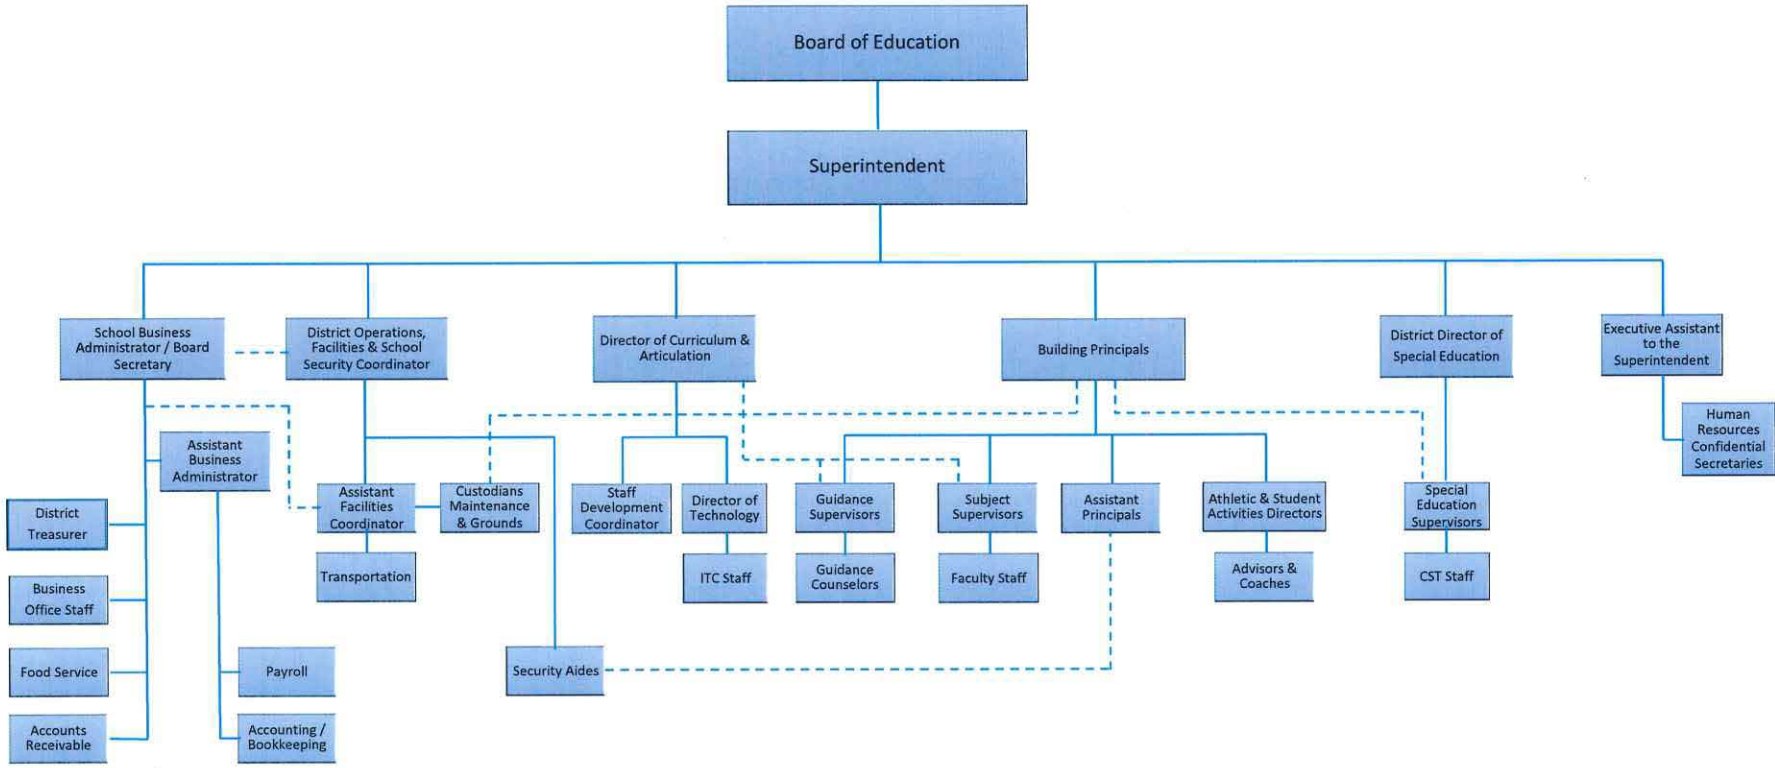 Board of Education
Superintendent
School Business
Administrator / Board
Secretary
District Operations,
Facilities & School
Security Coordinator
Director of Curriculum &
Articulation
Building Principals
District Director of
Special Education
Executive Assistant
to the
Superintendent
Human
Resources
Confidential
Secretaries
Assistant
Business
Administrator
District
Treasurer
Assistant
Facilities
Coordinator
Custodians
Maintenance
& Grounds
Staff
Development
Coordinator
Director of
Technology
Guidance
Supervisors
Subject
Supervisors
Assistant
Principals
Athletic & Student
Activities Directors
Special
Education
Supervisors
Business
Office Staff
Transportation
ITC Staff
Guidance
Counselors
Faculty Staff
Advisors &
Coaches
CST Staff
Food Service
Payroll
Security Aides
Accounts
Receivable
Accounting /
Bookkeeping